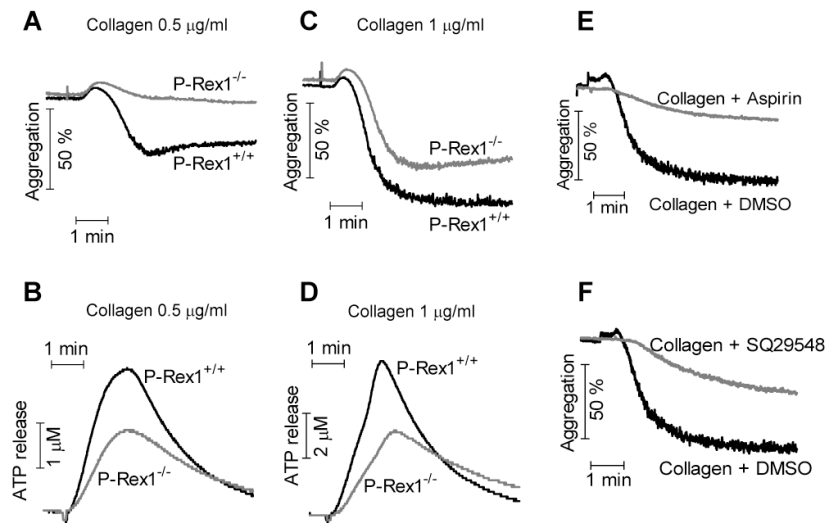 A
Collagen 0.5 µg/ml
P-Rex1-/-
P-Rex1+/+
Aggregation
50 %
1 min
C
Collagen 1 µg/ml
P-Rex1-/-
P-Rex1+/+
Aggregation
50 %
1 min
E
Collagen + Aspirin
Aggregation
50 %
1 min
Collagen + DMSO
B
Collagen 0.5 µg/ml
1 min
P-Rex1+/+
ATP release
1 µM
P-Rex1-/-
D
Collagen 1 µg/ml
1 min
P-Rex1+/+
ATP release
2 µM
P-Rex1-/-
F
Collagen + SQ29548
Aggregation
50 %
1 min
Collagen + DMSO